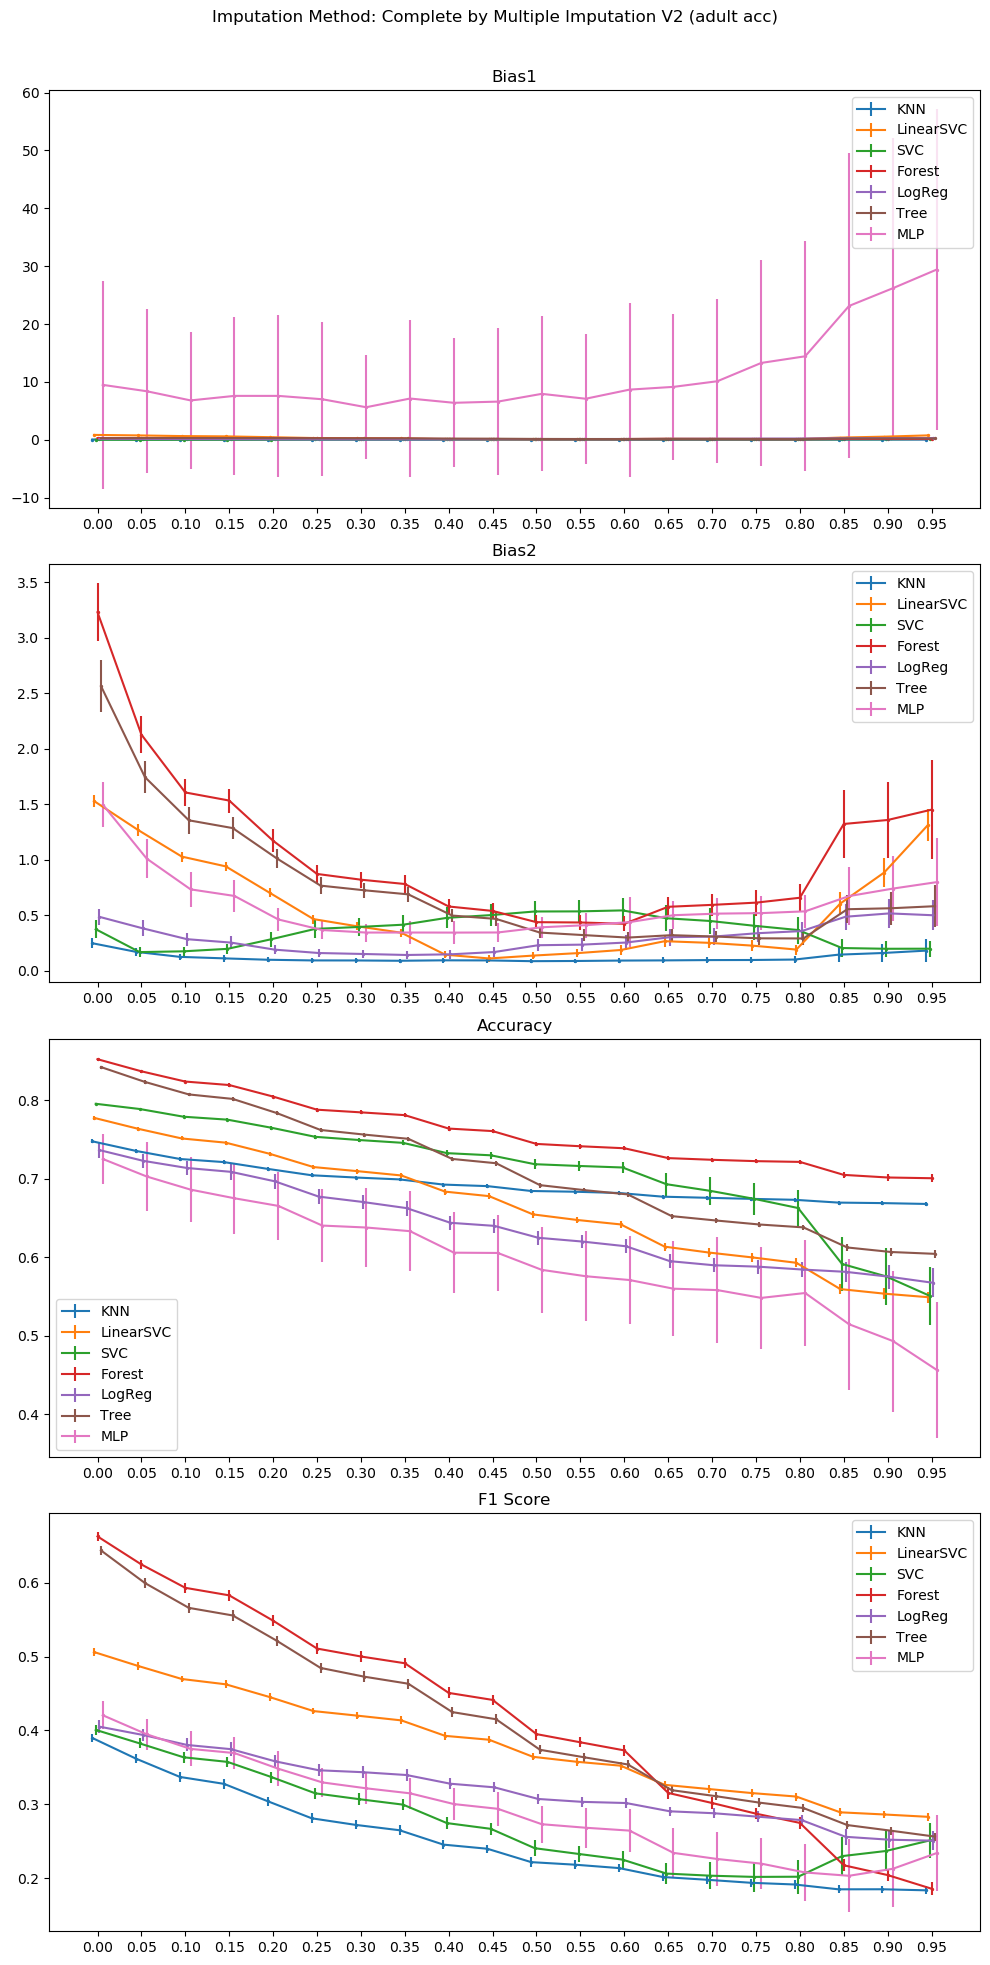 Imputation Method: Complete by Multiple Imputation V2 (adult acc)
Bias1
60
50
40
30
20
10
0
−10
KNN
LinearSVC
SVC
Forest
LogReg
Tree
MLP
0.00 0.05 0.10 0.15 0.20 0.25 0.30 0.35 0.40 0.45 0.50 0.55 0.60 0.65 0.70 0.75 0.80 0.85 0.90 0.95
Bias2
3.5
3.0
2.5
2.0
1.5
1.0
0.5
0.0
KNN
LinearSVC
SVC
Forest
LogReg
Tree
MLP
0.00 0.05 0.10 0.15 0.20 0.25 0.30 0.35 0.40 0.45 0.50 0.55 0.60 0.65 0.70 0.75 0.80 0.85 0.90 0.95
Accuracy
0.8
0.7
0.6
0.5
0.4
KNN
LinearSVC
SVC
Forest
LogReg
Tree
MLP
0.00 0.05 0.10 0.15 0.20 0.25 0.30 0.35 0.40 0.45 0.50 0.55 0.60 0.65 0.70 0.75 0.80 0.85 0.90 0.95
F1 Score
0.6
0.5
0.4
0.3
0.2
KNN
LinearSVC
SVC
Forest
LogReg
Tree
MLP
0.00 0.05 0.10 0.15 0.20 0.25 0.30 0.35 0.40 0.45 0.50 0.55 0.60 0.65 0.70 0.75 0.80 0.85 0.90 0.95